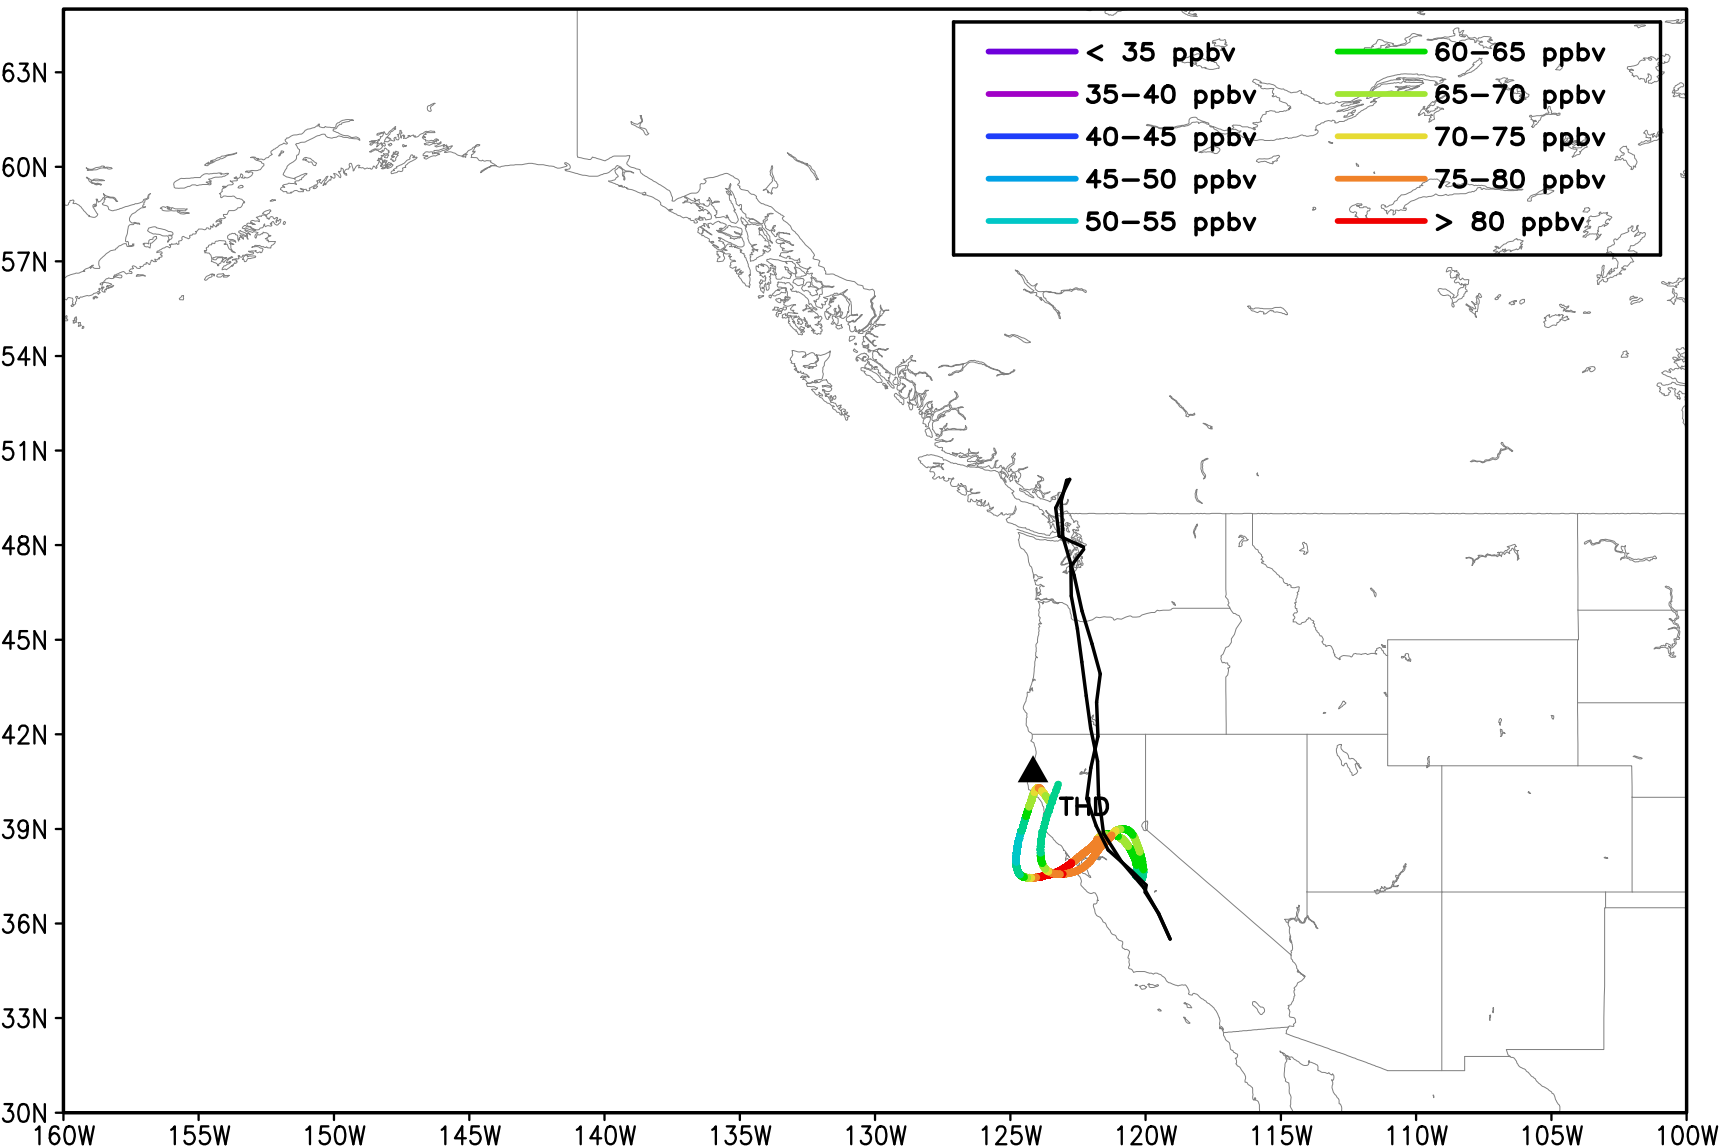 < 35 ppbv
60-65 ppbv
35-40 ppbv
65-70 ppbv
40-45 ppbv
70-75 ppbv
45-50 ppbv
75-80 ppbv
50-55 ppbv
> 80 ppbv
63N
60N
57N
54N
51N
48N
45N
42N
39N
36N
33N
30N
THD
160W 155W 150W 145W 140W 135W 130W 125W 120W 115W 110W 105W 100W